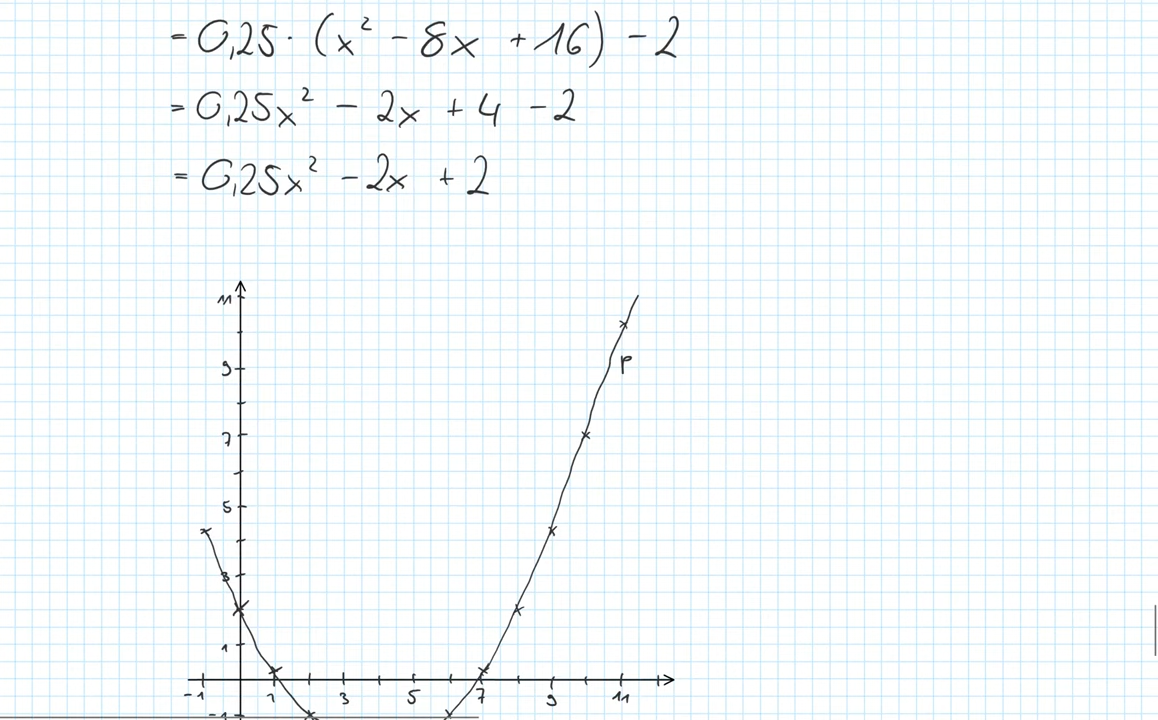 = 0,25 · (x² - 8x + 16) - 2
= 0,25x² - 2x + 4 - 2
= 0,25x² - 2x + 2
11
9
P
7
5
3
1
-1 1 3 5 7 9 11
-1